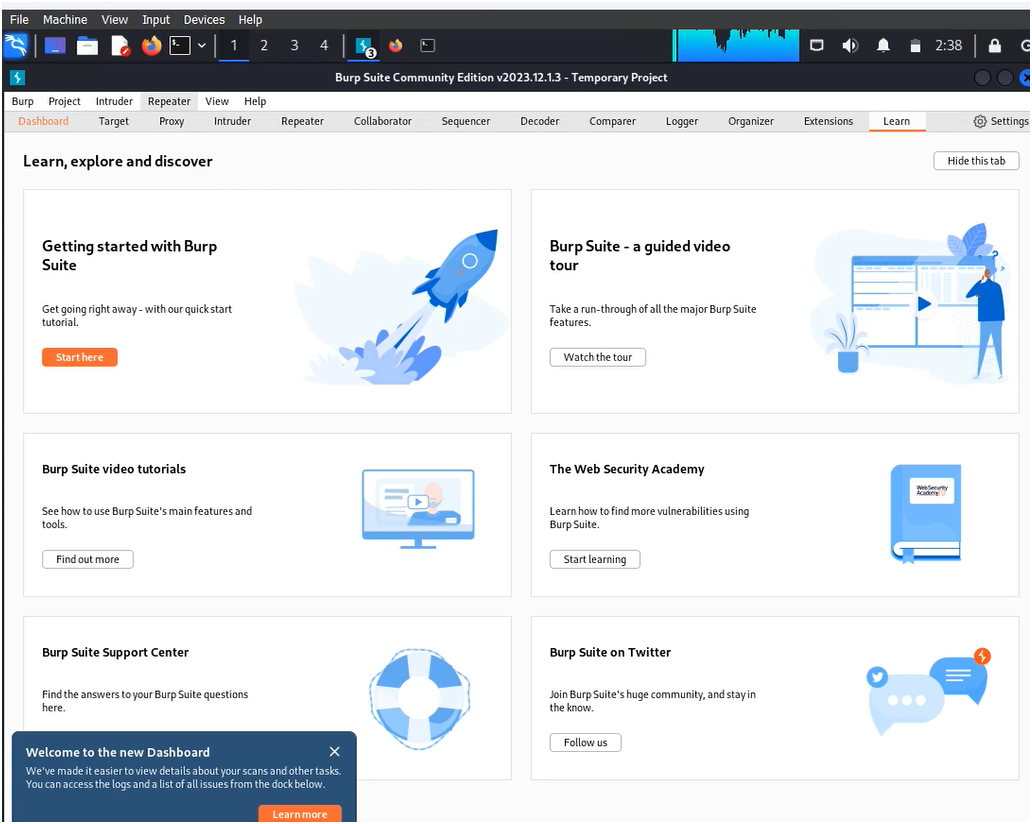 File Machine View Input Devices Help
1 2 3 4 3 2:38
Burp Suite Community Edition v2023.12.1.3 - Temporary Project
Burp Project Intruder Repeater View Help
Dashboard Target Proxy Intruder Repeater Collaborator Sequencer Decoder Comparer Logger Organizer Extensions Learn Settings
Learn, explore and discover
Hide this tab
Getting started with Burp
Suite
Get going right away - with our quick start
tutorial.
Start here
Burp Suite - a guided video
tour
Take a run-through of all the major Burp Suite
features.
Watch the tour
Burp Suite video tutorials
See how to use Burp Suite's main features and
tools.
Find out more
The Web Security Academy
Learn how to find more vulnerabilities using
Burp Suite.
Start learning
WebSecurity
Academy
Burp Suite Support Center
Find the answers to your Burp Suite questions
here.
Burp Suite on Twitter
Join Burp Suite's huge community, and stay in
the know.
Follow us
Welcome to the new Dashboard
We've made it easier to view details about your scans and other tasks.
You can access the logs and a list of all issues from the dock below.
Learn more